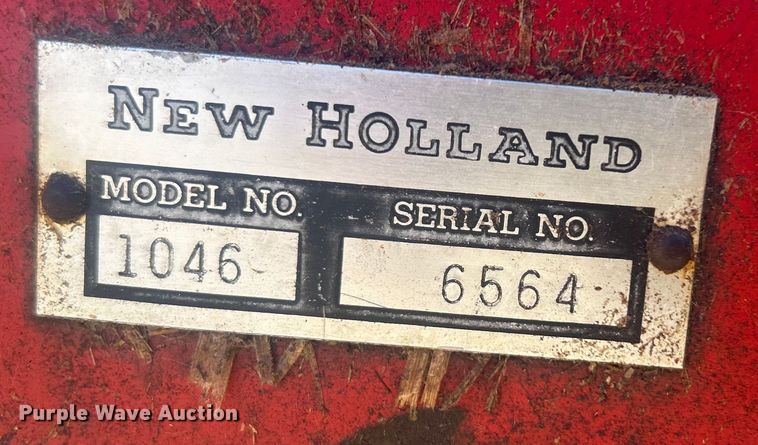 NEW HOLLAND
MODEL NO. SERIAL NO.
1046 6564
Purple Wave Auction